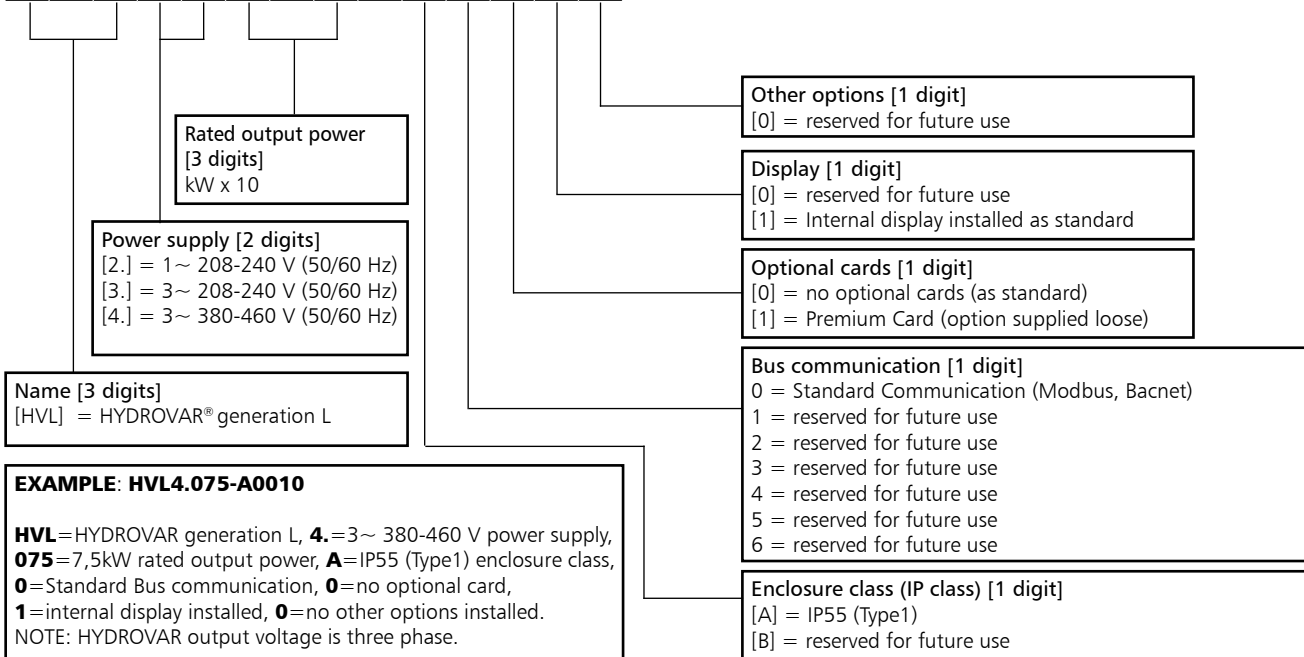 Rated output power
[3 digits]
kW x 10
Power supply [2 digits]
[2.] = 1~ 208-240 V (50/60 Hz)
[3.] = 3~ 208-240 V (50/60 Hz)
[4.] = 3~ 380-460 V (50/60 Hz)
Name [3 digits]
[HVL] = HYDROVAR® generation L
EXAMPLE: HVL4.075-A0010
HVL=HYDROVAR generation L, 4.=3~ 380-460 V power supply,
075=7,5kW rated output power, A=IP55 (Type1) enclosure class,
0=Standard Bus communication, 0=no optional card,
1=internal display installed, 0=no other options installed.
NOTE: HYDROVAR output voltage is three phase.
Other options [1 digit]
[0] = reserved for future use
Display [1 digit]
[0] = reserved for future use
[1] = Internal display installed as standard
Optional cards [1 digit]
[0] = no optional cards (as standard)
[1] = Premium Card (option supplied loose)
Bus communication [1 digit]
0 = Standard Communication (Modbus, Bacnet)
1 = reserved for future use
2 = reserved for future use
3 = reserved for future use
4 = reserved for future use
5 = reserved for future use
6 = reserved for future use
Enclosure class (IP class) [1 digit]
[A] = IP55 (Type1)
[B] = reserved for future use